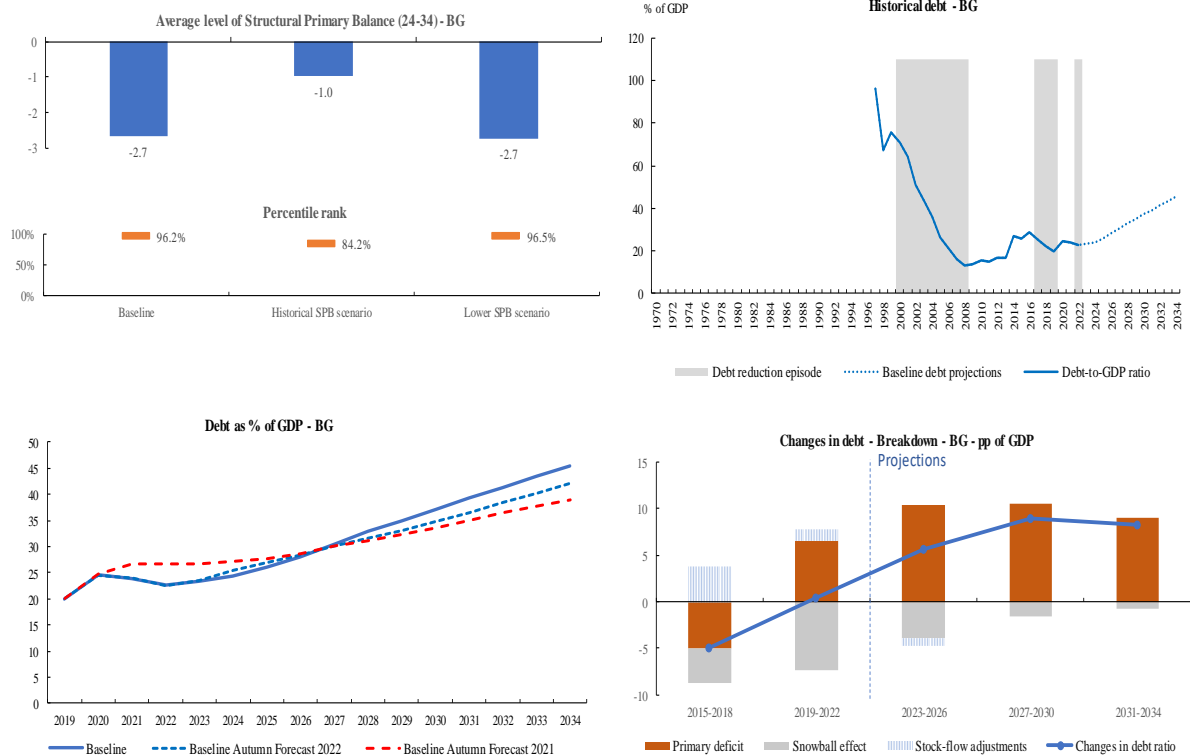 Average level of Structural Primary Balance (24-34) - BG
0
-1
-2
-3
-2.7
-1.0
-2.7
Percentile rank
100%
50%
0%
96.2%
84.2%
96.5%
Baseline
Historical SPB scenario
Lower SPB scenario
% of GDP
Historical debt - BG
120
100
80
60
40
20
0
1970 1972 1974 1976 1978 1980 1982 1984 1986 1988 1990 1992 1994 1996 1998 2000 2002 2004 2006 2008 2010 2012 2014 2016 2018 2020 2022 2024 2026 2028 2030 2032 2034
Debt reduction episode
Baseline debt projections
Debt-to-GDP ratio
Debt as % of GDP - BG
50
45
40
35
30
25
20
15
10
5
0
2019 2020 2021 2022 2023 2024 2025 2026 2027 2028 2029 2030 2031 2032 2033 2034
Baseline
Baseline Autumn Forecast 2022
Baseline Autumn Forecast 2021
Changes in debt - Breakdown - BG - pp of GDP
Projections
15
10
5
0
-5
-10
2015-2018
2019-2022
2023-2026
2027-2030
2031-2034
Primary deficit
Snowball effect
Stock-flow adjustments
Changes in debt ratio